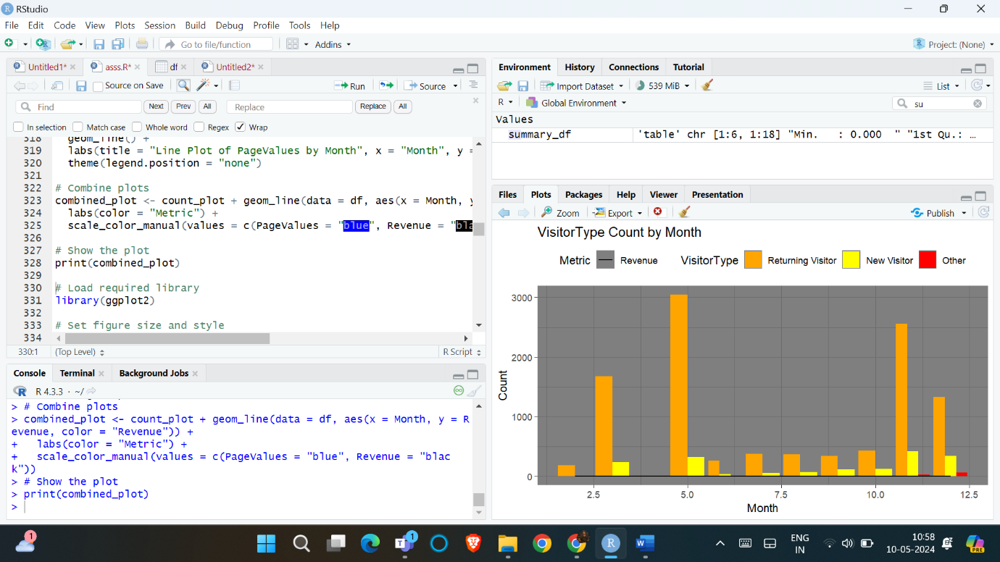 RStudio
File Edit Code View Plots Session Build Debug Profile Tools Help
Go to file/function Addins Project: (None)
Untitled1* asss.R* df Untitled2*
Source on Save Run Source
Find Next Prev All Replace Replace All
In selection Match case Whole word Regex Wrap
318 geom_line() +
319 labs(title = "Line Plot of PageValues by Month", x = "Month", y =
320 theme(legend.position = "none")
321
322 # Combine plots
323 combined_plot <- count_plot + geom_line(data = df, aes(x = Month, y
324 labs(color = "Metric") +
325 scale_color_manual(values = c(PageValues = "blue", Revenue = "bla
326
327 # Show the plot
328 print(combined_plot)
329
330 # Load required library
331 library(ggplot2)
332
333 # Set figure size and style
334
330:1 (Top Level) R Script
Console Terminal Background Jobs
R 4.3.3 · ~/
> # Combine plots
> combined_plot <- count_plot + geom_line(data = df, aes(x = Month, y = R
evenue, color = "Revenue")) +
+ labs(color = "Metric") +
+ scale_color_manual(values = c(PageValues = "blue", Revenue = "blac
k"))
> # Show the plot
> print(combined_plot)
>
Environment History Connections Tutorial
Import Dataset 539 MiB List
R Global Environment su
Values
summary_df 'table' chr [1:6, 1:18] "Min. : 0.000 " "1st Qu.: …
Files Plots Packages Help Viewer Presentation
Zoom Export Publish
VisitorType Count by Month
Metric Revenue VisitorType Returning Visitor New Visitor Other
3000
2000
1000
0
Count
2.5 5.0 7.5 10.0 12.5
Month
1 1 ENG 10:58
IN 10-05-2024 PRE